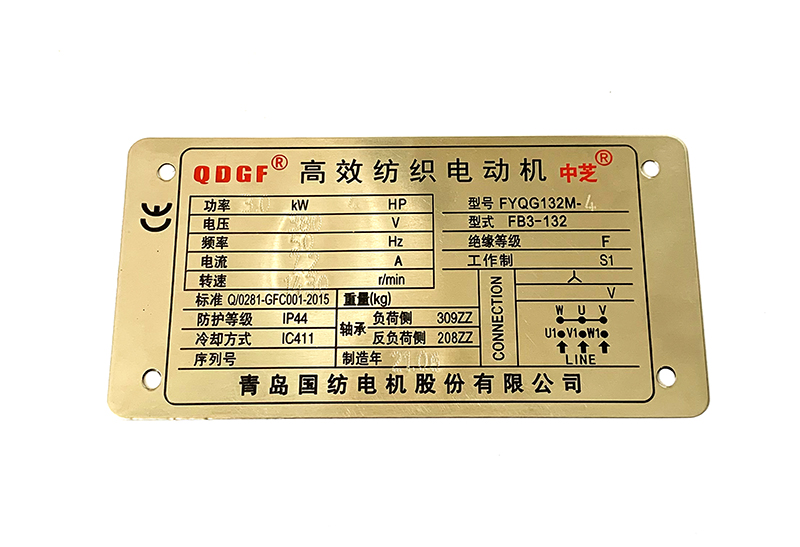 QDGF® 高效纺织电动机 中芝®
CE
功率 kW HP
电压 V
频率 50 Hz
电流 A
转速 r/min
型号 FYQG132M-4
型式 FB3-132
绝缘等级 F
工作制 S1
标准 Q/0281-GFC001-2015 重量(kg)
防护等级 IP44
冷却方式 IC411
轴承 负荷侧 309ZZ
反负荷侧 208ZZ
序列号 制造年
CONNECTION
V
W U V
U1 V1 W1
LINE
青岛国纺电机股份有限公司